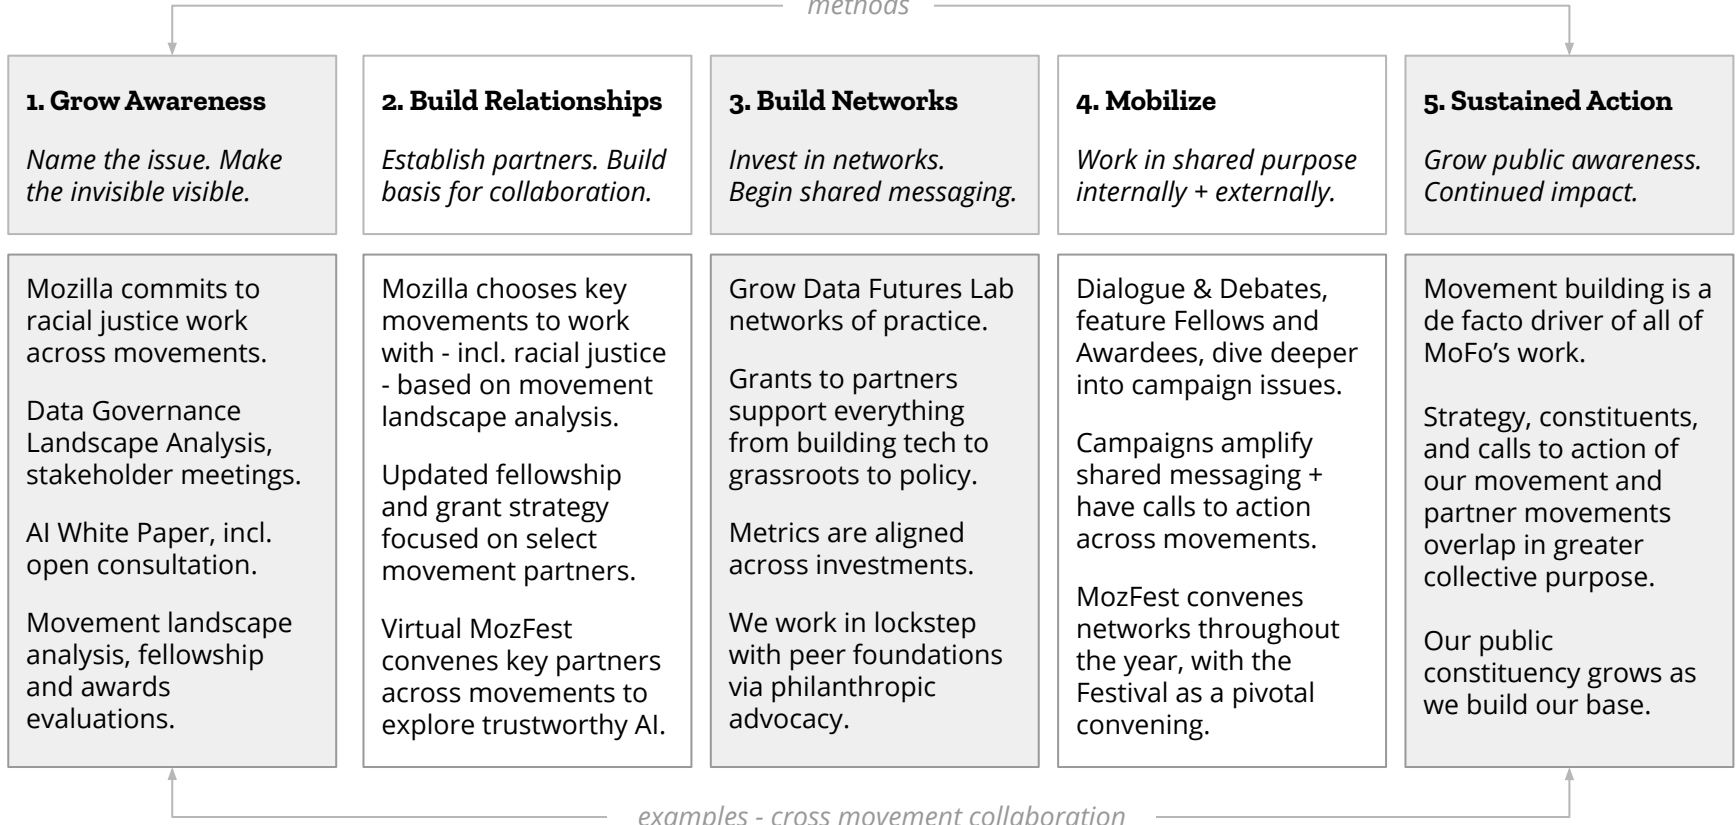 methods
1. Grow Awareness
Name the issue. Make
the invisible visible.
2. Build Relationships
Establish partners. Build
basis for collaboration.
3. Build Networks
Invest in networks.
Begin shared messaging.
4. Mobilize
Work in shared purpose
internally + externally.
5. Sustained Action
Grow public awareness.
Continued impact.
Mozilla commits to
racial justice work
across movements.
Data Governance
Landscape Analysis,
stakeholder meetings.
AI White Paper, incl.
open consultation.
Movement landscape
analysis, fellowship
and awards
evaluations.
Mozilla chooses key
movements to work
with - incl. racial justice
- based on movement
landscape analysis.
Updated fellowship
and grant strategy
focused on select
movement partners.
Virtual MozFest
convenes key partners
across movements to
explore trustworthy AI.
Grow Data Futures Lab
networks of practice.
Grants to partners
support everything
from building tech to
grassroots to policy.
Metrics are aligned
across investments.
We work in lockstep
with peer foundations
via philanthropic
advocacy.
Dialogue & Debates,
feature Fellows and
Awardees, dive deeper
into campaign issues.
Campaigns amplify
shared messaging +
have calls to action
across movements.
MozFest convenes
networks throughout
the year, with the
Festival as a pivotal
convening.
Movement building is a
de facto driver of all of
MoFo’s work.
Strategy, constituents,
and calls to action of
our movement and
partner movements
overlap in greater
collective purpose.
Our public
constituency grows as
we build our base.
examples - cross movement collaboration